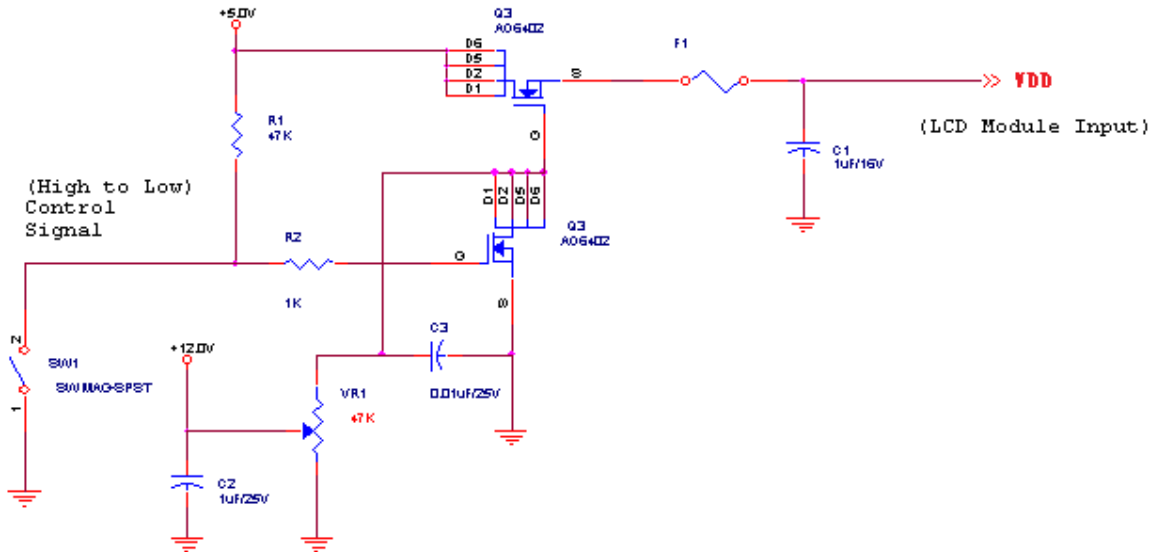 +5.0V
Q3
AO6402
D6
D5
D2
D1
S
G
F1
VDD
(LCD Module Input)
R1
47K
C1
1uF/16V
(High to Low)
Control
Signal
D1
D2
D5
D6
Q3
AO6402
R2
G
1K
S
C3
0.01uF/25V
2
+12.0V
SW1
SW MAG-SPST
1
VR1
47K
C2
1uF/25V